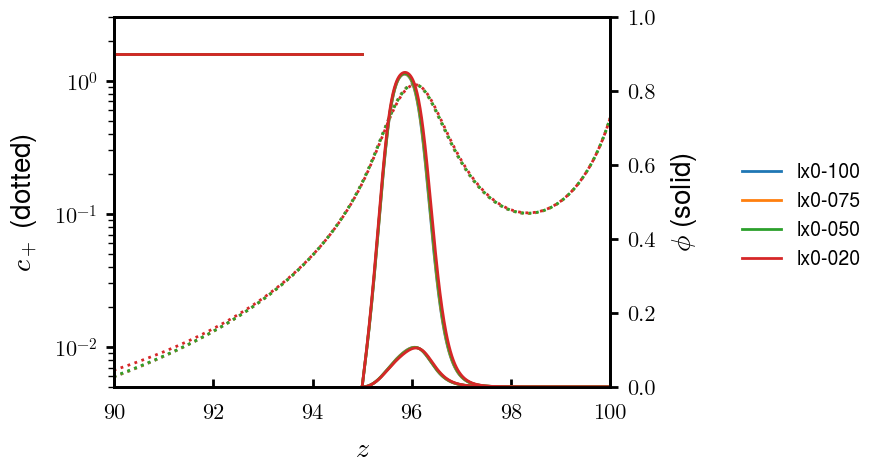 c₊ (dotted)
10⁰
10⁻¹
10⁻²
90
92
94
96
98
100
z
1.0
0.8
0.6
0.4
0.2
0.0
ϕ (solid)
lx0-100
lx0-075
lx0-050
lx0-020